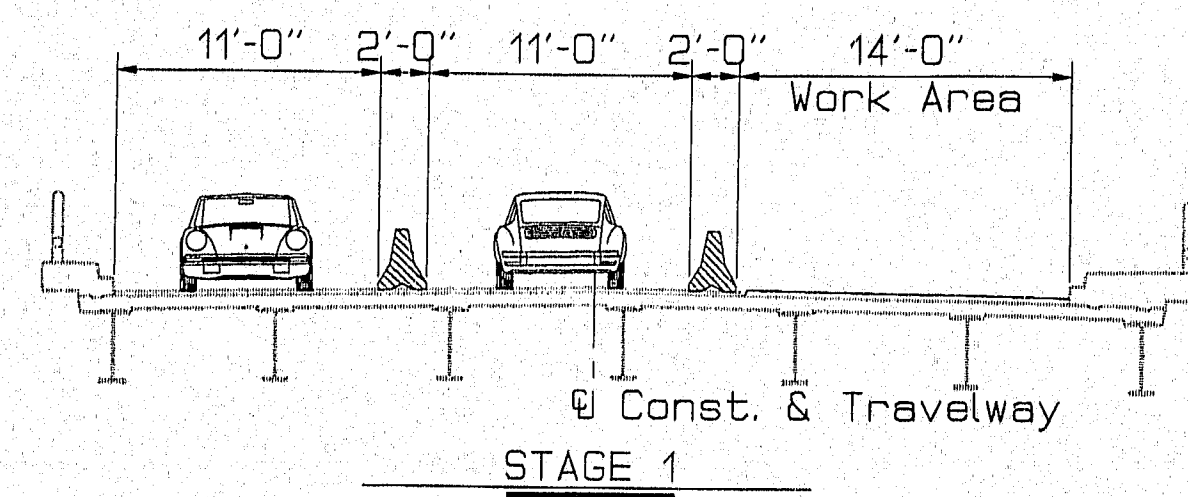 11'-0" 2'-0" 11'-0" 2'-0" 14'-0"
Work Area
℄ Const. & Travelway
STAGE 1